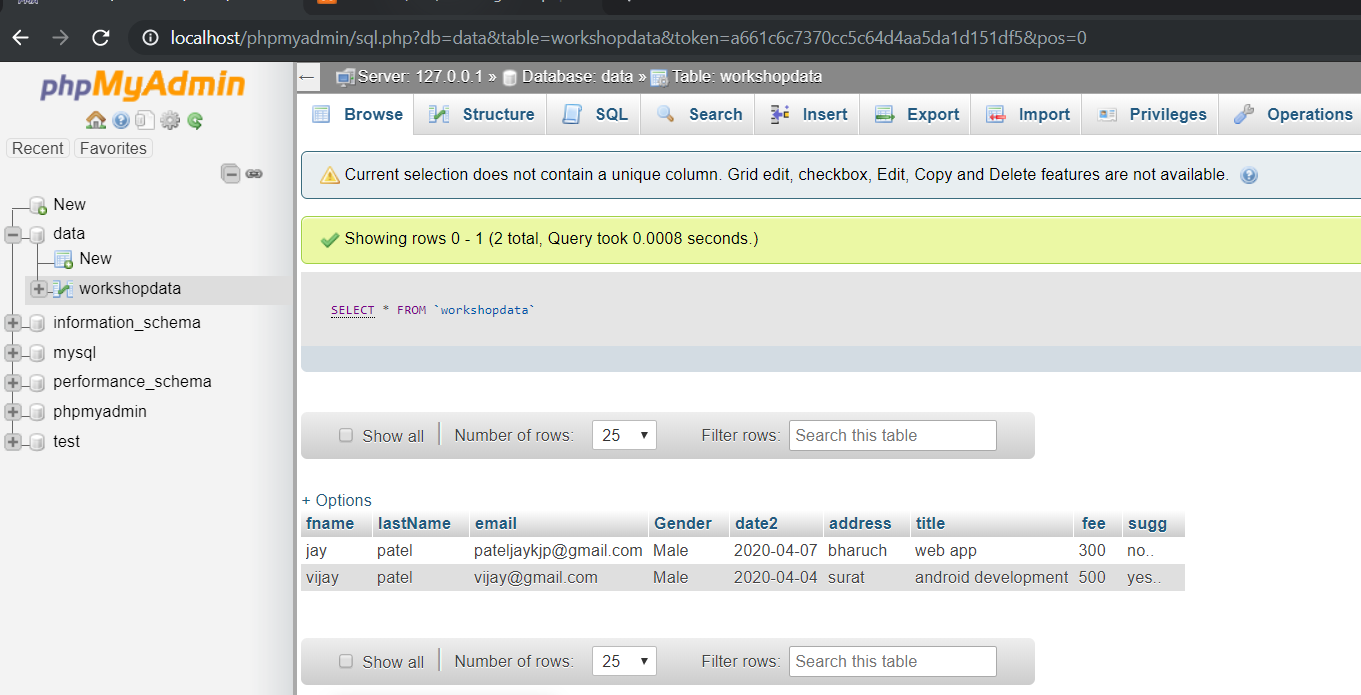 localhost/phpmyadmin/sql.php?db=data&table=workshopdata&token=a661c6c7370cc5c64d4aa5da1d151df5&pos=0
phpMyAdmin
Server: 127.0.0.1 » Database: data » Table: workshopdata
Browse Structure SQL Search Insert Export Import Privileges Operations
Recent Favorites
Current selection does not contain a unique column. Grid edit, checkbox, Edit, Copy and Delete features are not available.
New
data
New
workshopdata
information_schema
mysql
performance_schema
phpmyadmin
test
Showing rows 0 - 1 (2 total, Query took 0.0008 seconds.)
SELECT * FROM `workshopdata`
Show all Number of rows: 25 Filter rows: Search this table
+ Options
fname lastName email Gender date2 address title fee sugg
jay patel pateljaykjp@gmail.com Male 2020-04-07 bharuch web app 300 no..
vijay patel vijay@gmail.com Male 2020-04-04 surat android development 500 yes..
Show all Number of rows: 25 Filter rows: Search this table